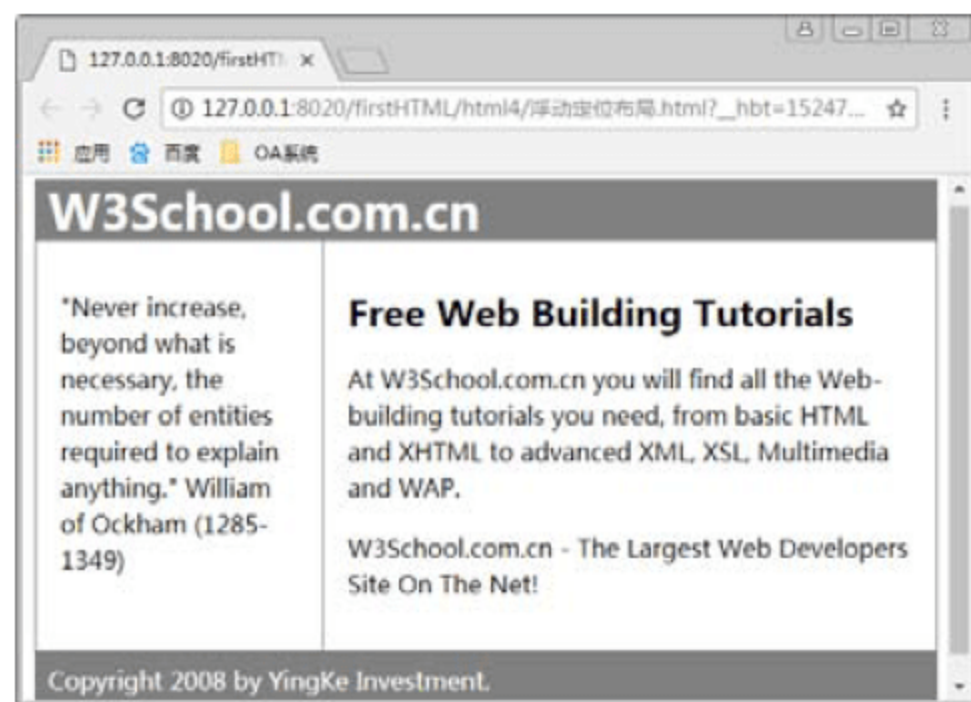 127.0.0.1:8020/firstHT
127.0.0.1:8020/firstHTML/html4/浮动定位布局.html?__hbt=15247...
应用 百度 OA系统
W3School.com.cn
"Never increase,
beyond what is
necessary, the
number of entities
required to explain
anything." William
of Ockham (1285-
1349)
Free Web Building Tutorials
At W3School.com.cn you will find all the Web-
building tutorials you need, from basic HTML
and XHTML to advanced XML, XSL, Multimedia
and WAP.
W3School.com.cn - The Largest Web Developers
Site On The Net!
Copyright 2008 by YingKe Investment.